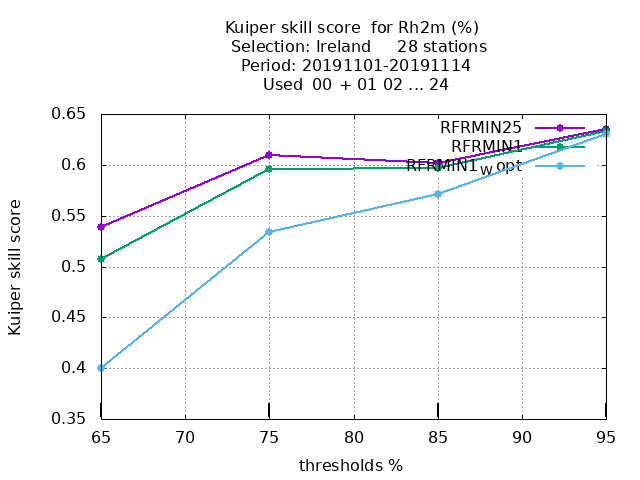 Kuiper skill score  for Rh2m (%)
Selection: Ireland     28 stations
Period: 20191101-20191114
Used  00 + 01 02 ... 24
0.65
RFRMIN25
RFRMIN1
0.6
RFRMIN1w opt
0.55
0.5
0.45
0.4
0.35
Kuiper skill score
65 70 75 80 85 90 95
thresholds %